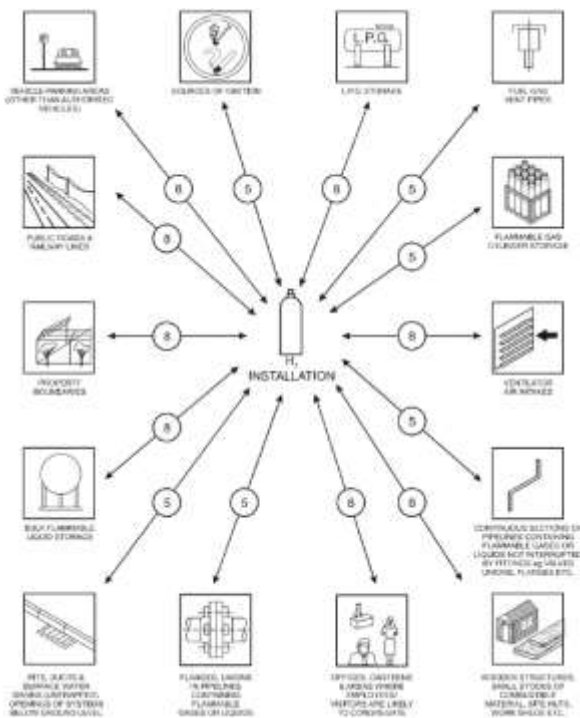 VEHICLE PARKING AREAS
(OTHER THAN AUTHORISED
VEHICLES)
SOURCES OF IGNITION
L.P.G.
L.P.G. STORAGE
FUEL GAS
VENT PIPES
8
5
8
5
PUBLIC ROADS &
RAILWAY LINES
8
5
FLAMMABLE GAS
CYLINDER STORAGE
PROPERTY
BOUNDARIES
8
8
VENTILATOR
AIR INTAKES
H₂
INSTALLATION
BULK FLAMMABLE
LIQUID STORAGE
8
5
5
5
8
8
CONTINUOUS SECTIONS OF
PIPELINES CONTAINING
FLAMMABLE GASES OR
LIQUIDS NOT INTERRUPTED
BY FITTINGS eg VALVES
UNIONS, FLANGES ETC.
PITS, DUCTS &
SURFACE WATER
DRAINS (UNTRAPPED)
OPENINGS OF SYSTEMS
BELOW GROUND LEVEL
FLANGES, UNIONS
IN PIPELINES
CONTAINING
FLAMMABLE
GASES OR LIQUIDS
OFFICES, CANTEENS
& AREAS WHERE
EMPLOYEES/
VISITORS ARE LIKELY
TO CONGREGATE
WOODEN STRUCTURES,
SMALL STOCKS OF
COMBUSTIBLE
MATERIAL, SITE HUTS,
WORKSHOPS ETC.